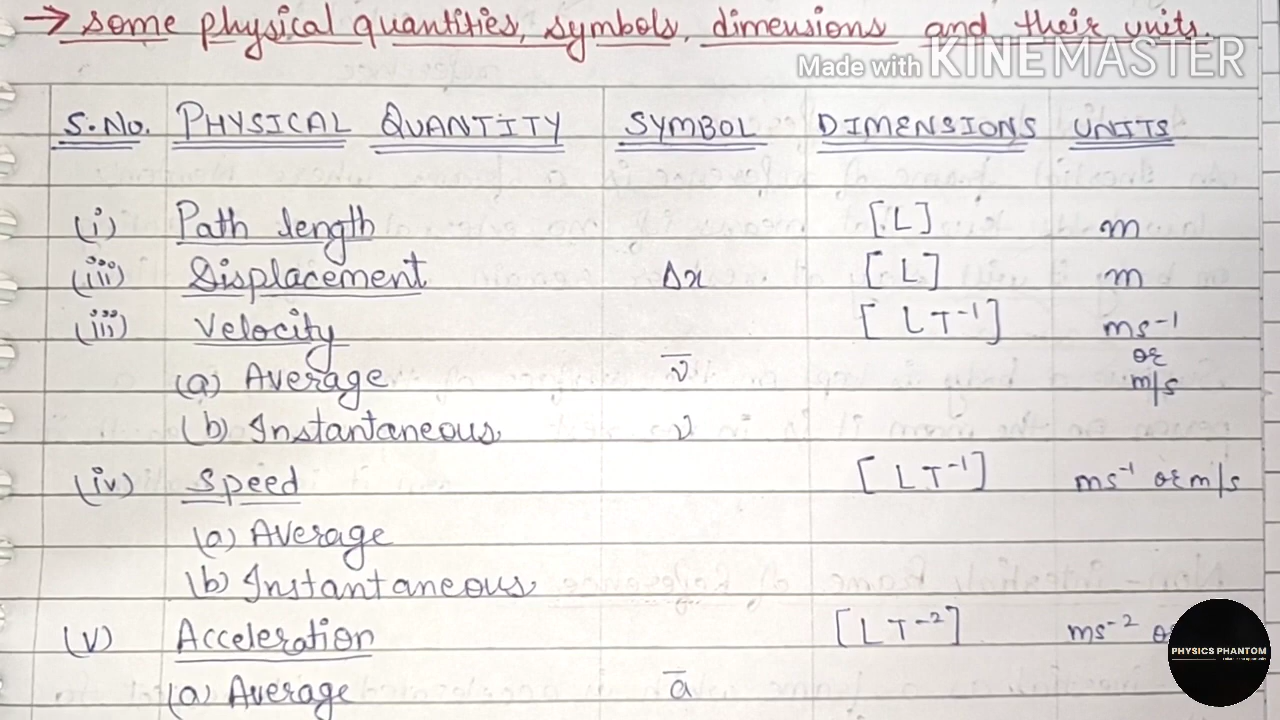 → Some physical quantities, symbols, dimensions and their units.
Made with KINEMASTER
S.No. PHYSICAL QUANTITY SYMBOL DIMENSIONS UNITS
(i) Path length [L] m
(iii) Displacement Δx [L] m
(iii) Velocity [LT⁻¹] ms⁻¹
or
(a) Average v̅ m/s
(b) Instantaneous v
(iv) Speed [LT⁻¹] ms⁻¹ or m/s
(a) Average
(b) Instantaneous
(v) Acceleration [LT⁻²] ms⁻²
PHYSICS PHANTOM
(a) Average a̅